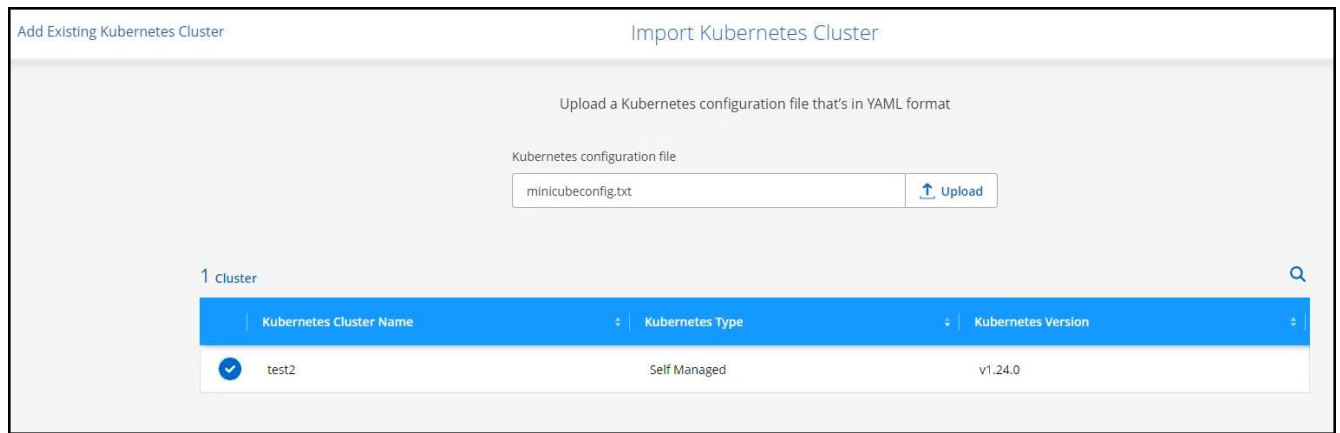 Add Existing Kubernetes Cluster
Import Kubernetes Cluster
Upload a Kubernetes configuration file that's in YAML format
Kubernetes configuration file
minicubeconfig.txt
Upload
1 Cluster
Kubernetes Cluster Name Kubernetes Type Kubernetes Version
test2 Self Managed v1.24.0